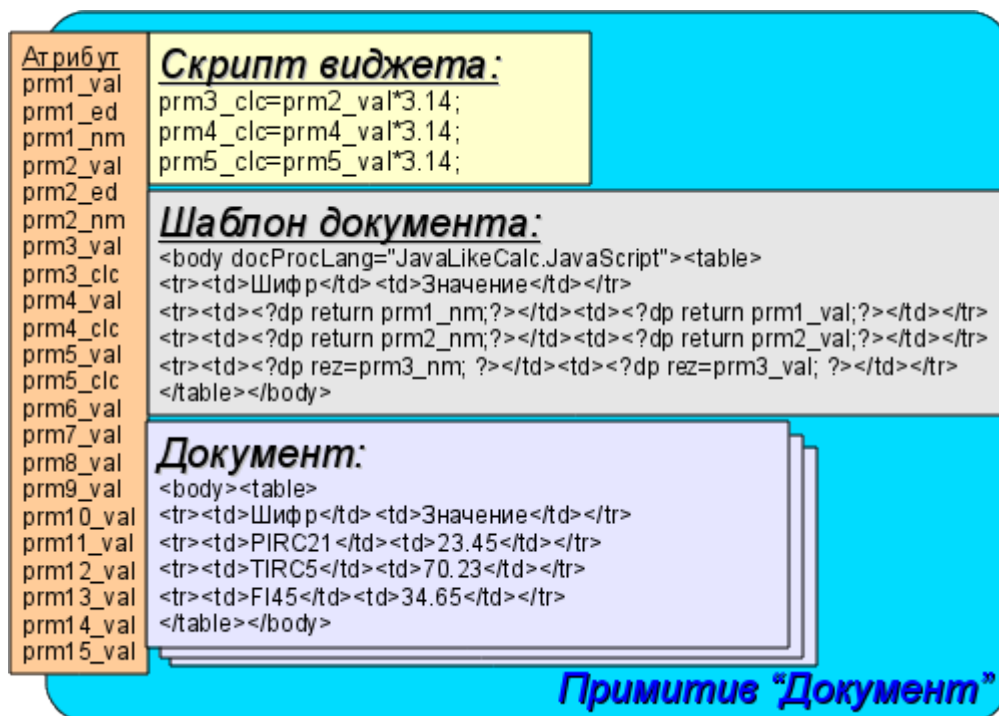 Атрибут
prm1_val
prm1_ed
prm1_nm
prm2_val
prm2_ed
prm2_nm
prm3_val
prm3_clc
prm4_val
prm4_clc
prm5_val
prm5_clc
prm6_val
prm7_val
prm8_val
prm9_val
prm10_val
prm11_val
prm12_val
prm13_val
prm14_val
prm15_val
Скрипт виджета:
prm3_clc=prm2_val*3.14;
prm4_clc=prm4_val*3.14;
prm5_clc=prm5_val*3.14;
Шаблон документа:
<body docProcLang="JavaLikeCalc.JavaScript"><table>
<tr><td>Шифр</td><td>Значение</td></tr>
<tr><td><?dp return prm1_nm;?></td><td><?dp return prm1_val;?></td></tr>
<tr><td><?dp return prm2_nm;?></td><td><?dp return prm2_val;?></td></tr>
<tr><td><?dp rez=prm3_nm; ?></td><td><?dp rez=prm3_val; ?></td></tr>
</table></body>
Документ:
<body><table>
<tr><td>Шифр</td><td>Значение</td></tr>
<tr><td>PIRC21</td><td>23.45</td></tr>
<tr><td>TIRC5</td><td>70.23</td></tr>
<tr><td>FI45</td><td>34.65</td></tr>
</table></body>
Примитив "Документ"